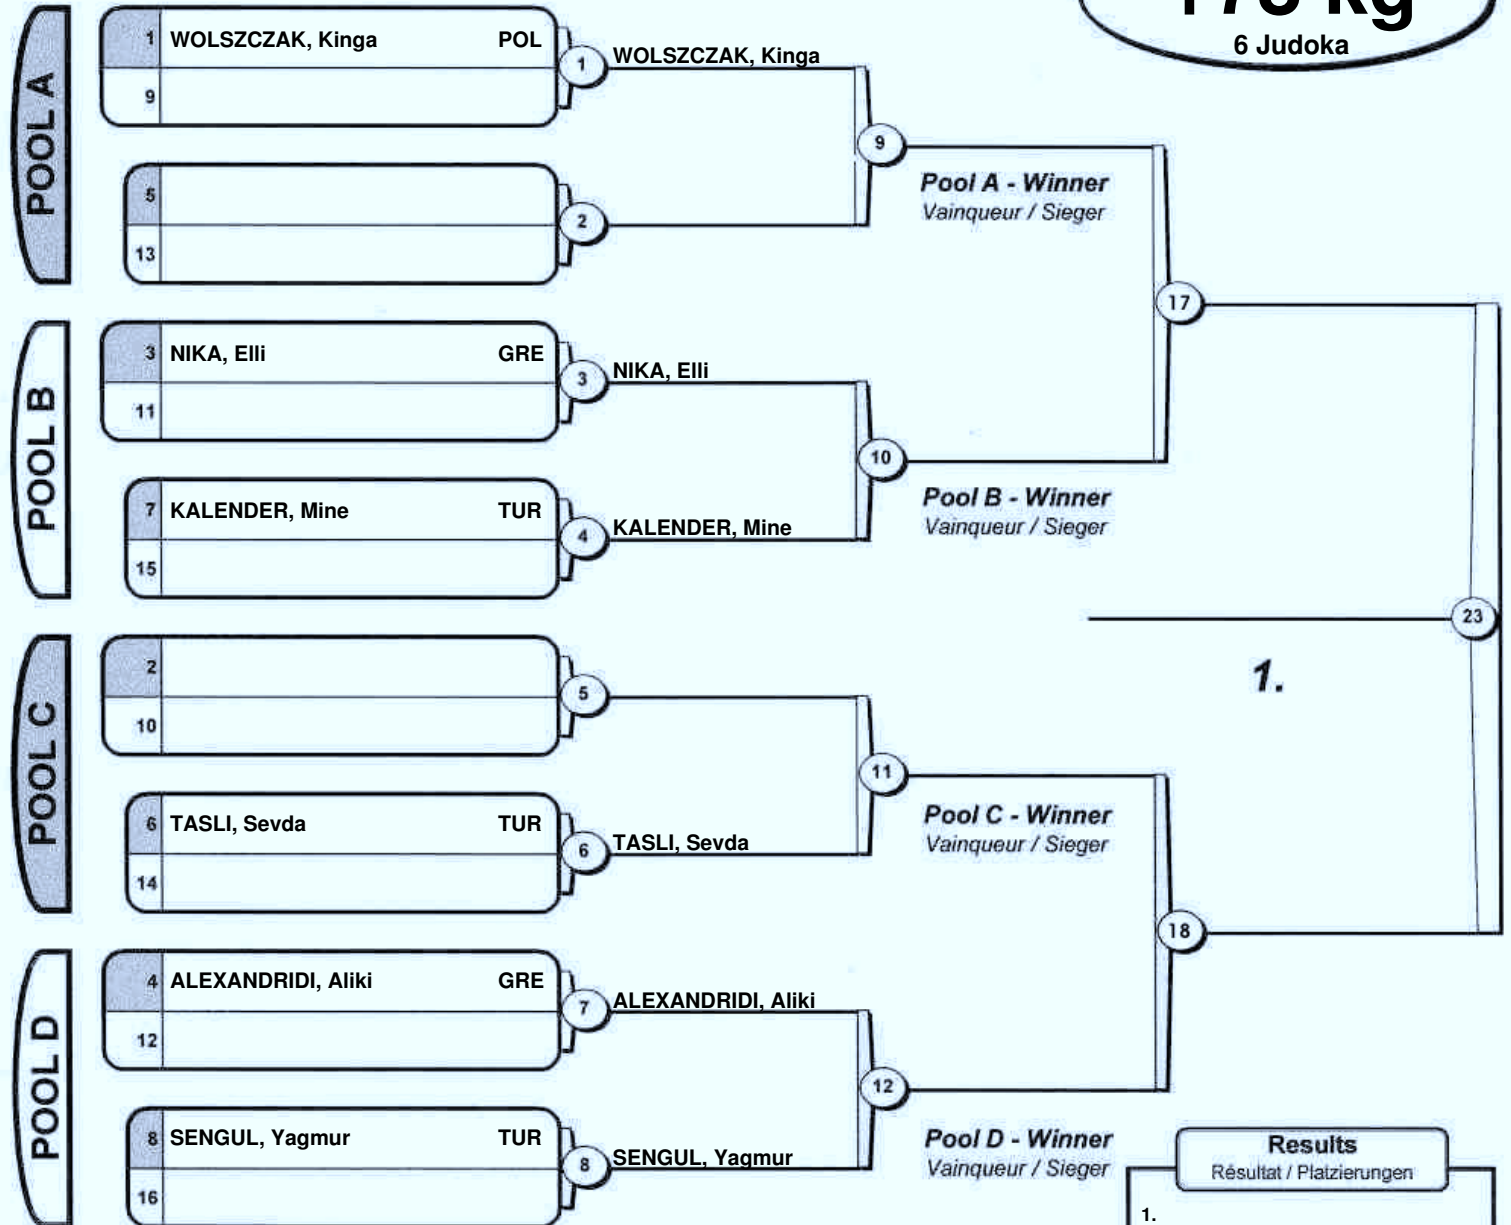 6 Judoka
POOL A
1 WOLSZCZAK, Kinga POL
9
5
13
1 WOLSZCZAK, Kinga
2
9
Pool A - Winner
Vainqueur / Sieger
POOL B
3 NIKA, Elli GRE
11
7 KALENDER, Mine TUR
15
3 NIKA, Elli
4 KALENDER, Mine
10
Pool B - Winner
Vainqueur / Sieger
17
23
1.
POOL C
2
10
6 TASLI, Sevda TUR
14
5
6 TASLI, Sevda
11
Pool C - Winner
Vainqueur / Sieger
18
POOL D
4 ALEXANDRIDI, Aliki GRE
12
8 SENGUL, Yagmur TUR
16
7 ALEXANDRIDI, Aliki
8 SENGUL, Yagmur
12
Pool D - Winner
Vainqueur / Sieger
Results
Résultat / Platzierungen
1.